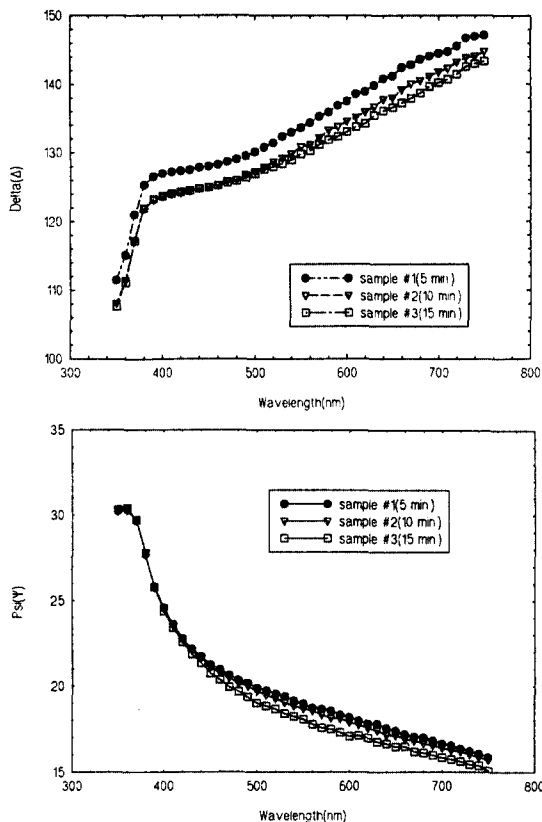 150
140
130
120
110
100
Delta(Δ)
sample #1(5 min)
sample #2(10 min)
sample #3(15 min)
300 400 500 600 700 800
Wavelength(nm)
35
30
25
20
15
Psi(Ψ)
sample #1(5 min)
sample #2(10 min)
sample #3(15 min)
300 400 500 600 700 800
Wavelength(nm)